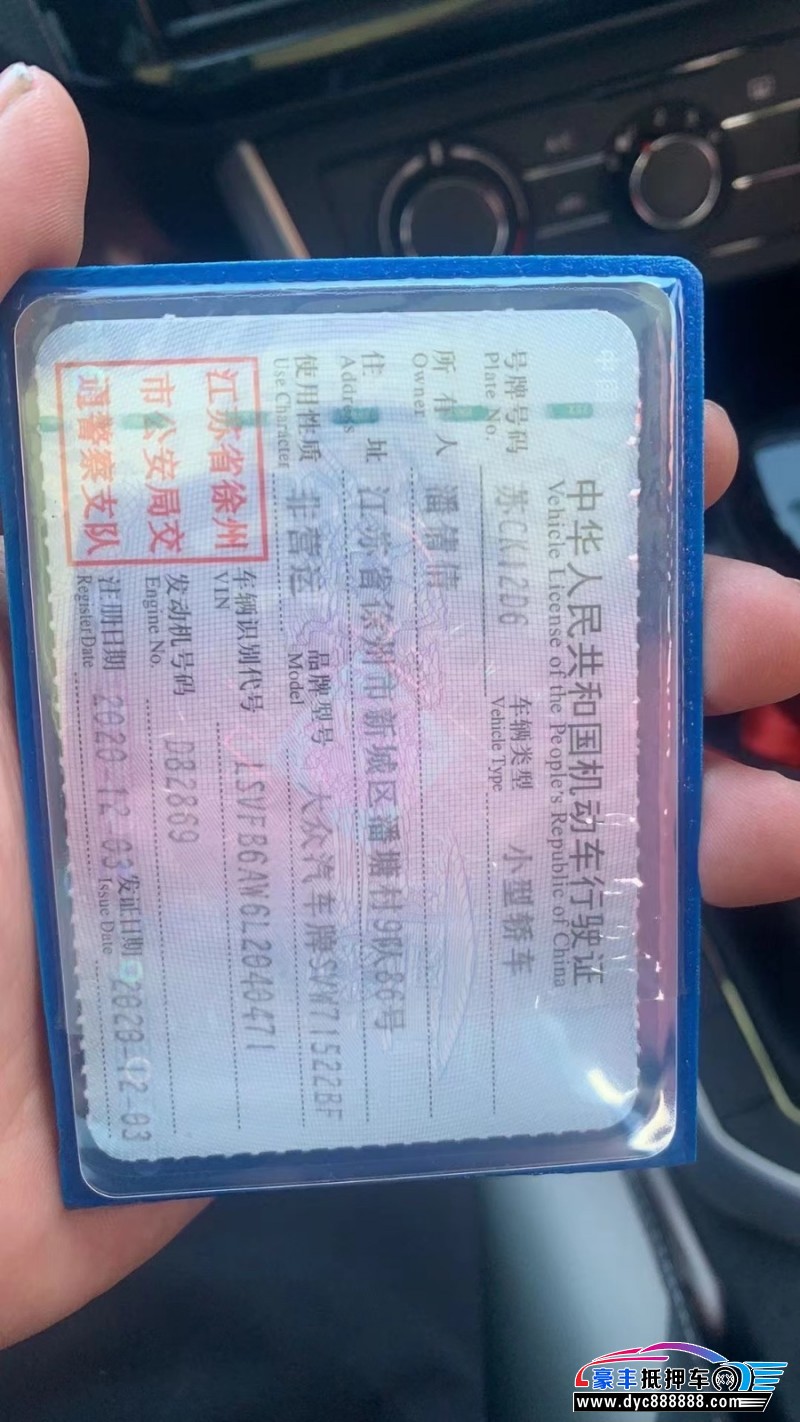 中华人民共和国机动车行驶证
Vehicle License of the People's Republic of China
号牌号码 苏CK12D6 车辆类型 小型轿车
Plate No. Vehicle Type
所有人 潘倩倩
Owner
住址 江苏省徐州市新城区潘塘村9队86号
Address
使用性质 非营运 品牌型号 大众汽车牌SVW71522BF
Use Character Model
江苏省徐州
市公安局交
通警察支队
车辆识别代号 LSVFB6AW6L2040471
VIN
发动机号码 D82869
Engine No.
注册日期 2020-12-03 发证日期 2020-12-03
Register Date Issue Date
豪丰抵押车
www.dyc888888.com